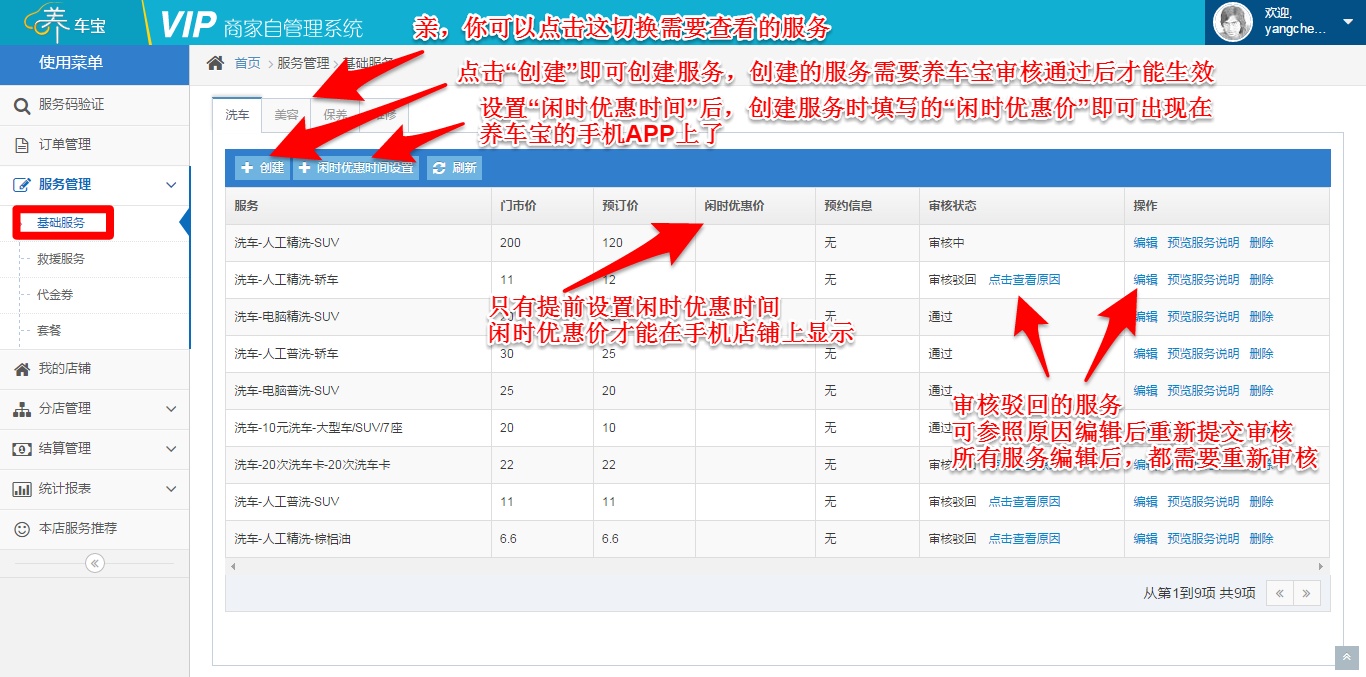 养车宝
VIP 商家自管理系统
亲，你可以点击这切换需要查看的服务
欢迎,
yangche...
使用菜单
首页 > 服务管理 > 基础服务
点击“创建”即可创建服务，创建的服务需要养车宝审核通过后才能生效
服务码验证
设置“闲时优惠时间”后，创建服务时填写的“闲时优惠价”即可出现在
养车宝的手机APP上了
洗车 美容 保养 维修
订单管理
服务管理
基础服务
救援服务
代金券
套餐
我的店铺
分店管理
结算管理
统计报表
本店服务推荐
创建 闲时优惠时间设置 刷新
服务 门市价 预订价 闲时优惠价 预约信息 审核状态 操作
洗车-人工精洗-SUV 200 120 无 审核中 编辑 预览服务说明 删除
洗车-人工精洗-轿车 11 12 无 审核驳回 点击查看原因 编辑 预览服务说明 删除
洗车-电脑精洗-SUV 无 通过 编辑 预览服务说明 删除
洗车-人工普洗-轿车 30 25 无 通过 编辑 预览服务说明 删除
洗车-电脑普洗-SUV 25 20 无 通过 编辑 预览服务说明 删除
洗车-10元洗车-大型车/SUV/7座 20 10 无 通过
洗车-20次洗车卡-20次洗车卡 22 22 无
洗车-人工普洗-SUV 11 11 无 审核驳回 点击查看原因 编辑 预览服务说明 删除
洗车-人工精洗-棕榈油 6.6 6.6 无 审核驳回 点击查看原因 编辑 预览服务说明 删除
只有提前设置闲时优惠时间
闲时优惠价才能在手机店铺上显示
审核驳回的服务
可参照原因编辑后重新提交审核
所有服务编辑后，都需要重新审核
从第1到9项 共9项 « »